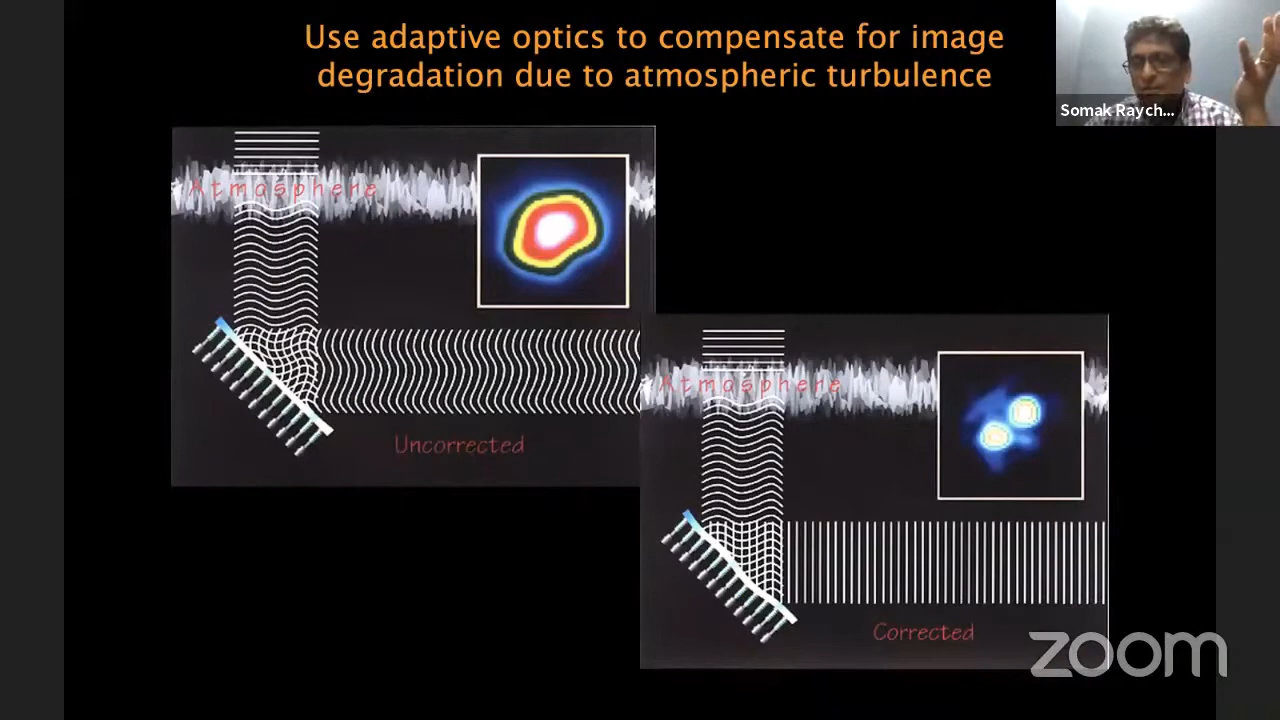 Use adaptive optics to compensate for image
degradation due to atmospheric turbulence
Somak Raych...
Atmosphere
Uncorrected
Atmosphere
Corrected
zoom